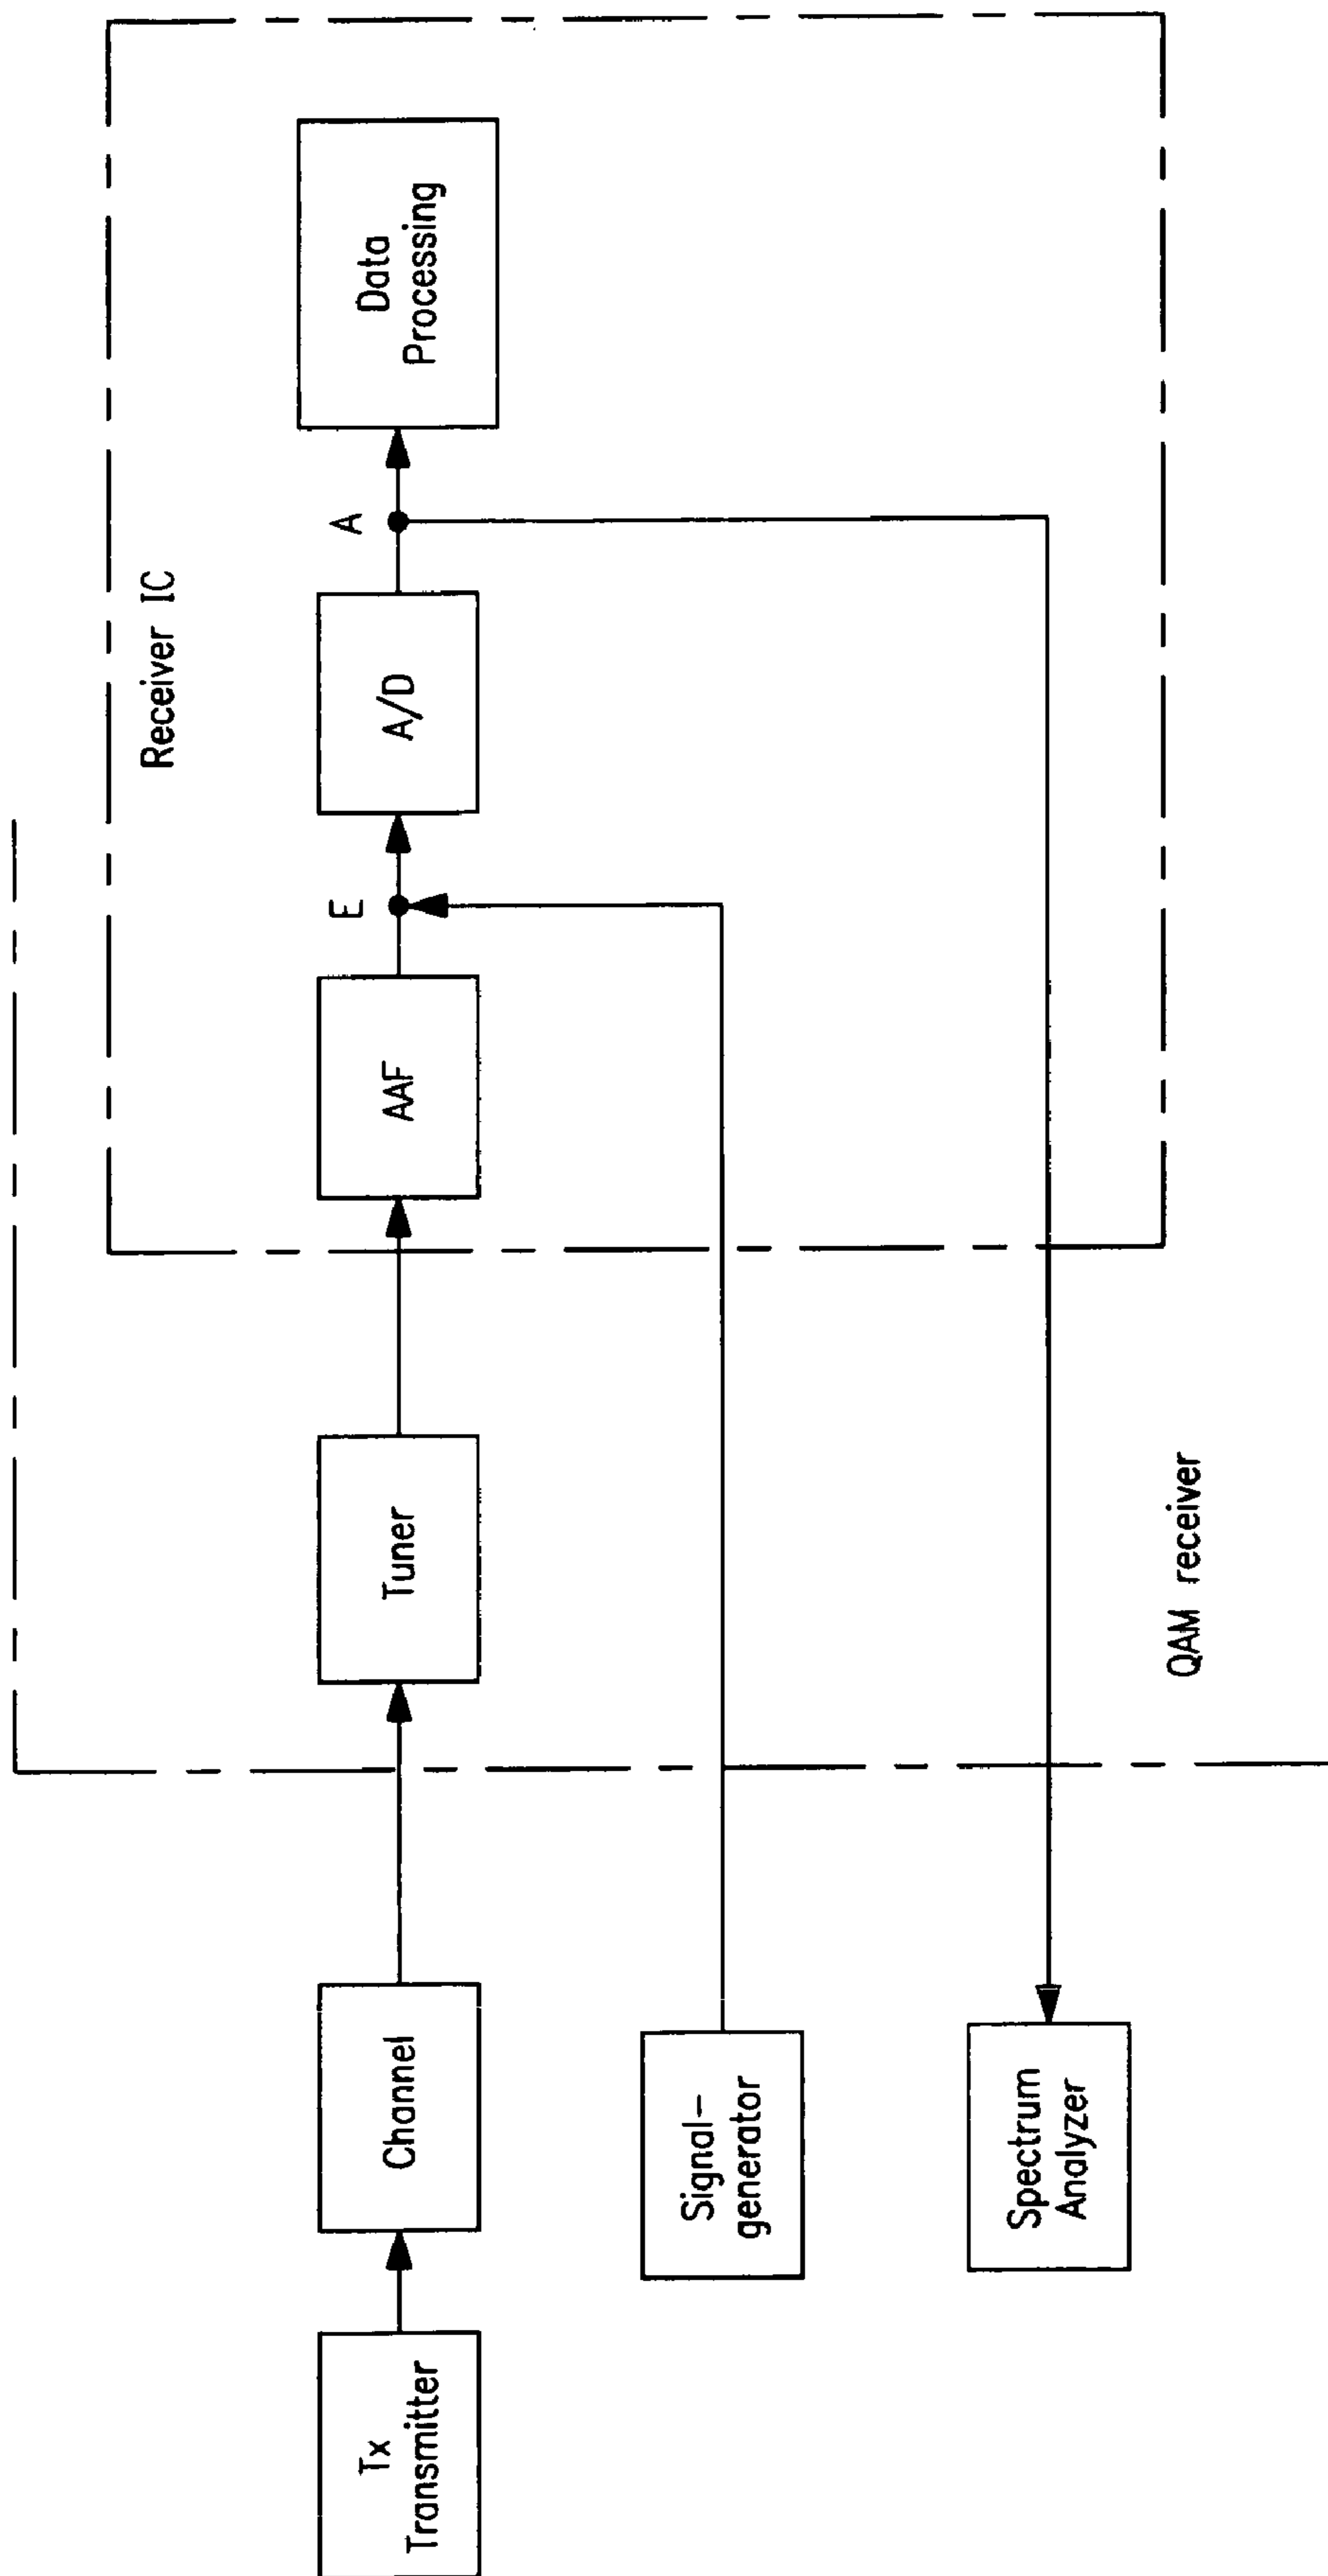 Receiver IC
Tx
Transmitter
Channel
Tuner
AAF
E
A/D
A
Data
Processing
Signal-
generator
Spectrum
Analyzer
QAM receiver